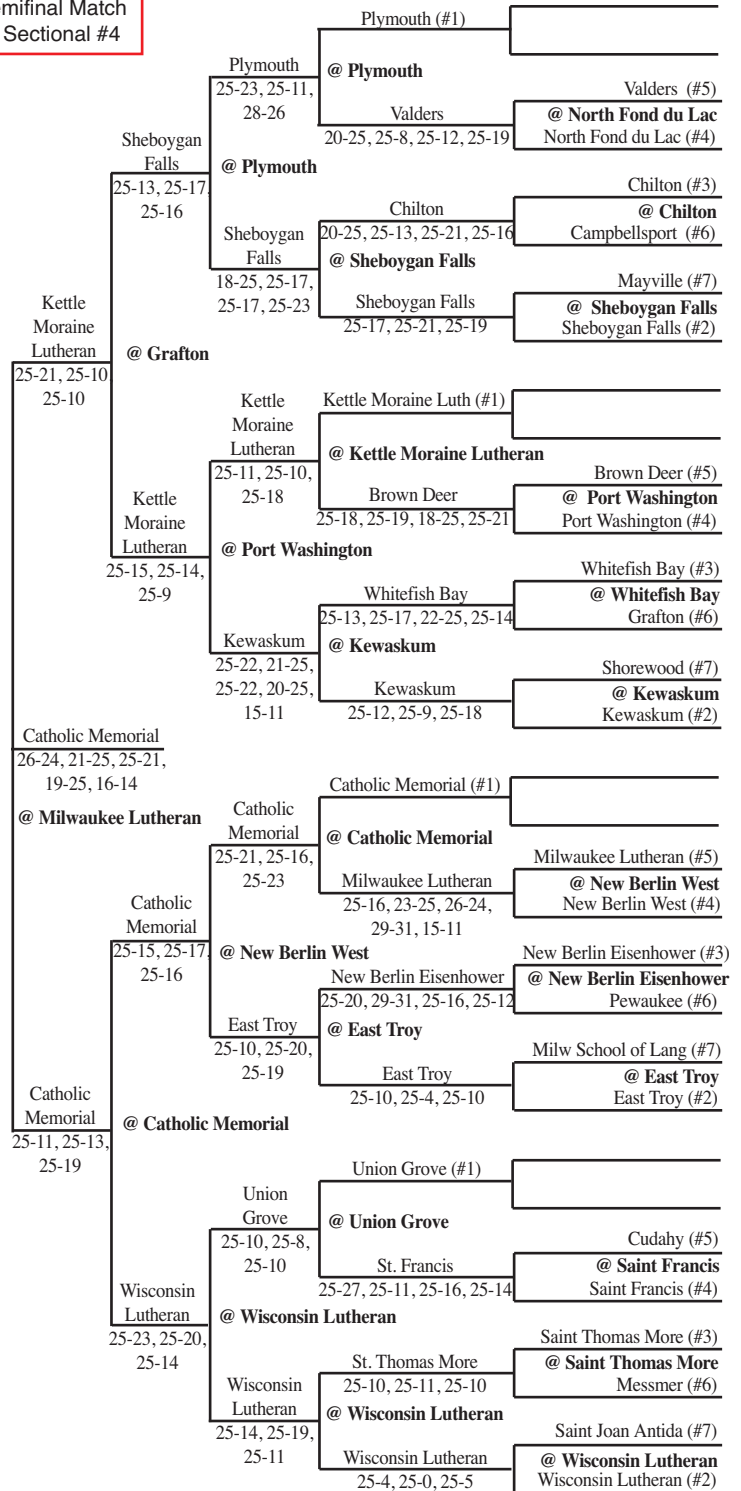 emifinal Match
Sectional #4
Plymouth (#1)
Plymouth
25-23, 25-11,
28-26
@ Plymouth
Valders (#5)
@ North Fond du Lac
North Fond du Lac (#4)
Valders
20-25, 25-8, 25-12, 25-19
Sheboygan
Falls
25-13, 25-17,
25-16
@ Plymouth
Chilton (#3)
@ Chilton
Campbellsport (#6)
Chilton
20-25, 25-13, 25-21, 25-16
Sheboygan
Falls
18-25, 25-17,
25-17, 25-23
@ Sheboygan Falls
Mayville (#7)
@ Sheboygan Falls
Sheboygan Falls (#2)
Sheboygan Falls
25-17, 25-21, 25-19
Kettle
Moraine
Lutheran
25-21, 25-10
25-10
@ Grafton
Kettle Moraine Luth (#1)
Kettle
Moraine
Lutheran
25-11, 25-10,
25-18
@ Kettle Moraine Lutheran
Brown Deer (#5)
@ Port Washington
Port Washington (#4)
Brown Deer
25-18, 25-19, 18-25, 25-21
Kettle
Moraine
Lutheran
25-15, 25-14,
25-9
@ Port Washington
Whitefish Bay (#3)
@ Whitefish Bay
Grafton (#6)
Whitefish Bay
25-13, 25-17, 22-25, 25-14
Kewaskum
25-22, 21-25,
25-22, 20-25,
15-11
@ Kewaskum
Shorewood (#7)
@ Kewaskum
Kewaskum (#2)
Kewaskum
25-12, 25-9, 25-18
Catholic Memorial
26-24, 21-25, 25-21,
19-25, 16-14
@ Milwaukee Lutheran
Catholic Memorial (#1)
Catholic
Memorial
25-21, 25-16,
25-23
@ Catholic Memorial
Milwaukee Lutheran (#5)
@ New Berlin West
New Berlin West (#4)
Milwaukee Lutheran
25-16, 23-25, 26-24,
29-31, 15-11
Catholic
Memorial
25-15, 25-17,
25-16
@ New Berlin West
New Berlin Eisenhower (#3)
@ New Berlin Eisenhower
Pewaukee (#6)
New Berlin Eisenhower
25-20, 29-31, 25-16, 25-12
East Troy
25-10, 25-20,
25-19
@ East Troy
Milw School of Lang (#7)
@ East Troy
East Troy (#2)
East Troy
25-10, 25-4, 25-10
Catholic
Memorial
25-11, 25-13,
25-19
@ Catholic Memorial
Union Grove (#1)
Union
Grove
25-10, 25-8,
25-10
@ Union Grove
Cudahy (#5)
@ Saint Francis
Saint Francis (#4)
St. Francis
25-27, 25-11, 25-16, 25-14
Wisconsin
Lutheran
25-23, 25-20,
25-14
@ Wisconsin Lutheran
Saint Thomas More (#3)
@ Saint Thomas More
Messmer (#6)
St. Thomas More
25-10, 25-11, 25-10
Wisconsin
Lutheran
25-14, 25-19,
25-11
@ Wisconsin Lutheran
Saint Joan Antida (#7)
@ Wisconsin Lutheran
Wisconsin Lutheran (#2)
Wisconsin Lutheran
25-4, 25-0, 25-5